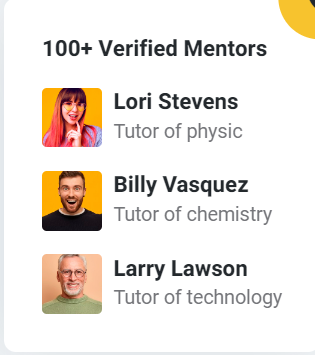 100+ Verified Mentors
Lori Stevens
Tutor of physic
Billy Vasquez
Tutor of chemistry
Larry Lawson
Tutor of technology